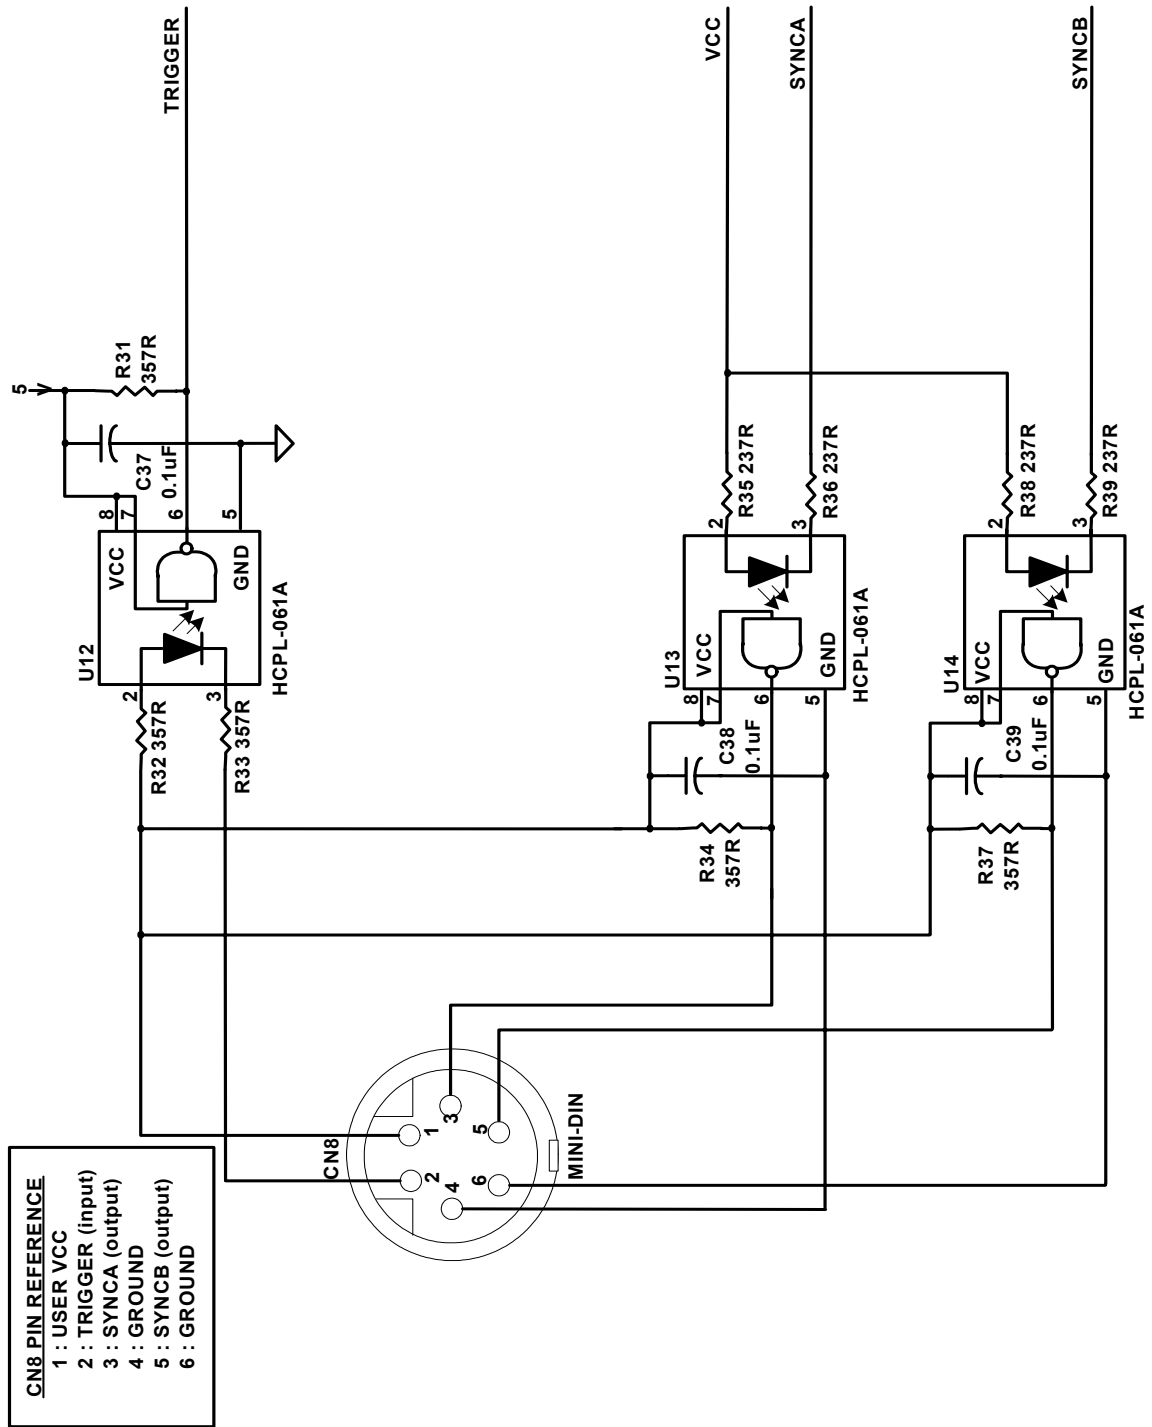 CN8 PIN REFERENCE
1 : USER VCC
2 : TRIGGER (input)
3 : SYNCA (output)
4 : GROUND
5 : SYNCB (output)
6 : GROUND
CN8
1
2
3
4
5
6
MINI-DIN
R32 357R
R33 357R
2
3
U12
VCC
GND
HCPL-061A
8
7
6
5
C37
0.1uF
5
V
R31
357R
TRIGGER
R34
357R
C38
0.1uF
8
7
6
5
U13
VCC
GND
HCPL-061A
2
3
R35 237R
R36 237R
VCC
SYNCA
R37
357R
C39
0.1uF
8
7
6
5
U14
VCC
GND
HCPL-061A
2
3
R38 237R
R39 237R
SYNCB